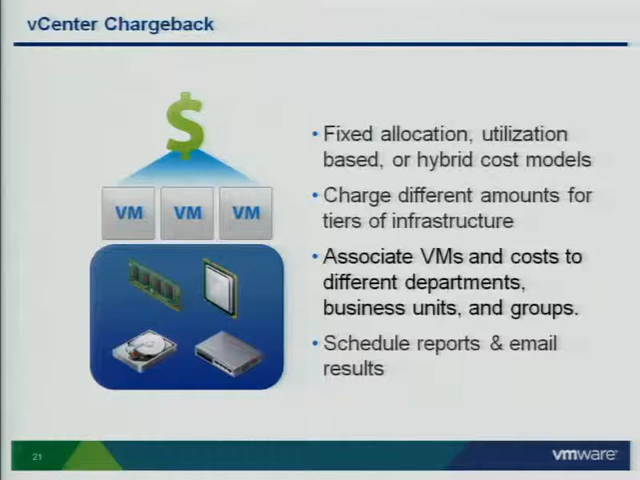 vCenter Chargeback
$
VM VM VM
• Fixed allocation, utilization
based, or hybrid cost models
• Charge different amounts for
tiers of infrastructure
• Associate VMs and costs to
different departments,
business units, and groups.
• Schedule reports & email
results
21
vmware